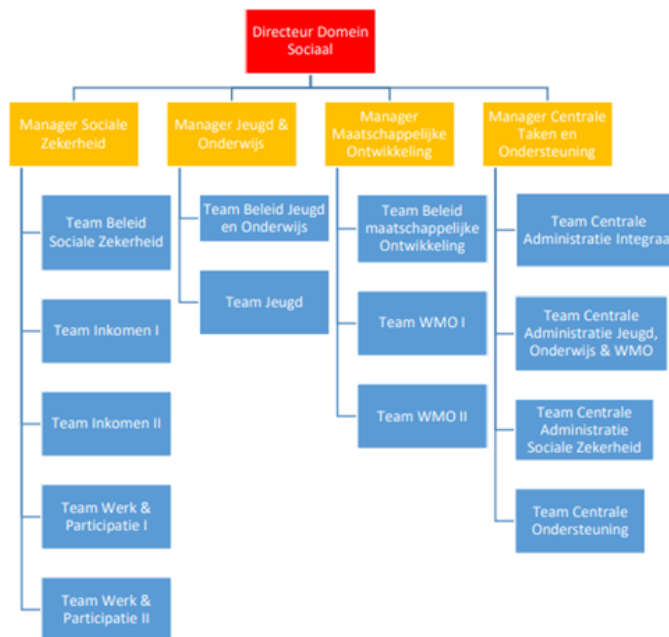 Directeur Domein
Sociaal
Manager Sociale
Zekerheid
Manager Jeugd &
Onderwijs
Manager
Maatschappelijke
Ontwikkeling
Manager Centrale
Taken en
Ondersteuning
Team Beleid
Sociale Zekerheid
Team Inkomen I
Team Inkomen II
Team Werk &
Participatie I
Team Werk &
Participatie II
Team Beleid Jeugd
en Onderwijs
Team Jeugd
Team Beleid
maatschappelijke
Ontwikkeling
Team WMO I
Team WMO II
Team Centrale
Administratie Integraa
Team Centrale
Administratie Jeugd,
Onderwijs & WMO
Team Centrale
Administratie
Sociale Zekerheid
Team Centrale
Ondersteuning